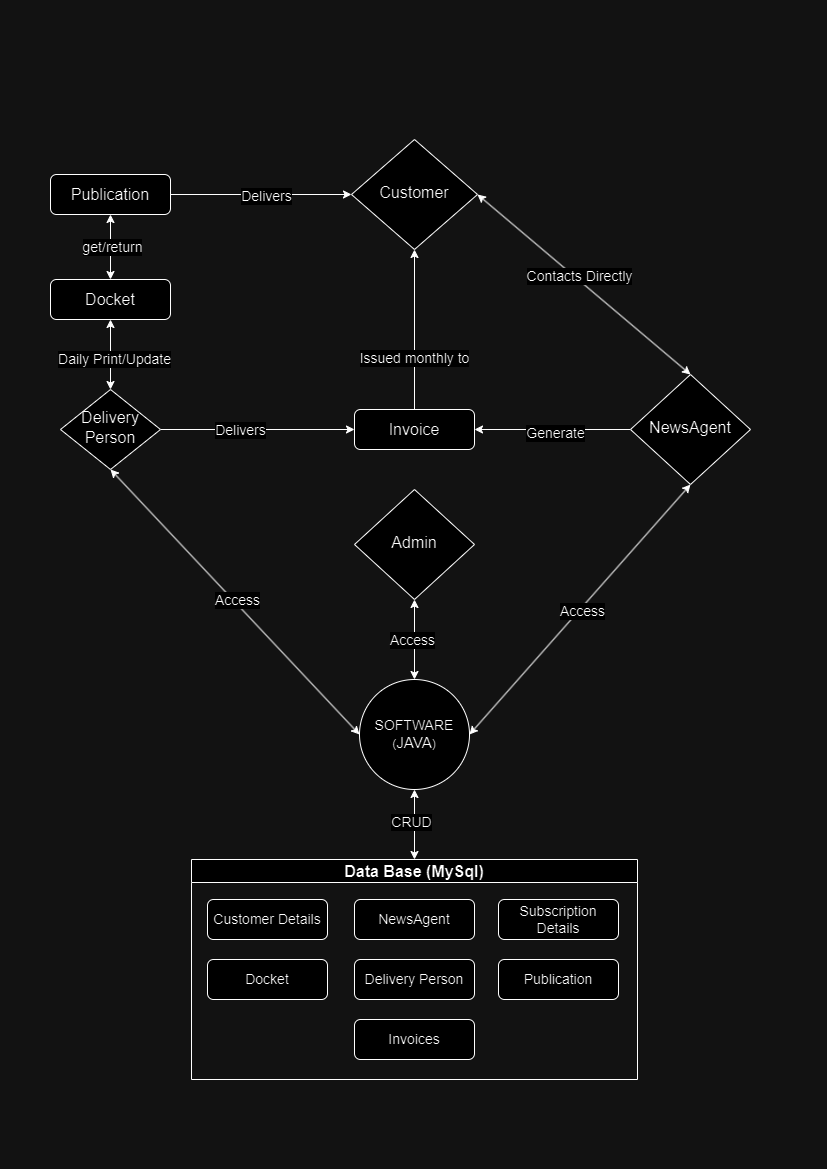 Customer
Publication
Delivers
get/return
Contacts Directly
Docket
Daily Print/Update
Issued monthly to
Delivery
Person
Delivers
Invoice
Generate
NewsAgent
Admin
Access
Access
Access
SOFTWARE
(JAVA)
CRUD
Data Base (MySql)
Customer Details
NewsAgent
Subscription
Details
Docket
Delivery Person
Publication
Invoices